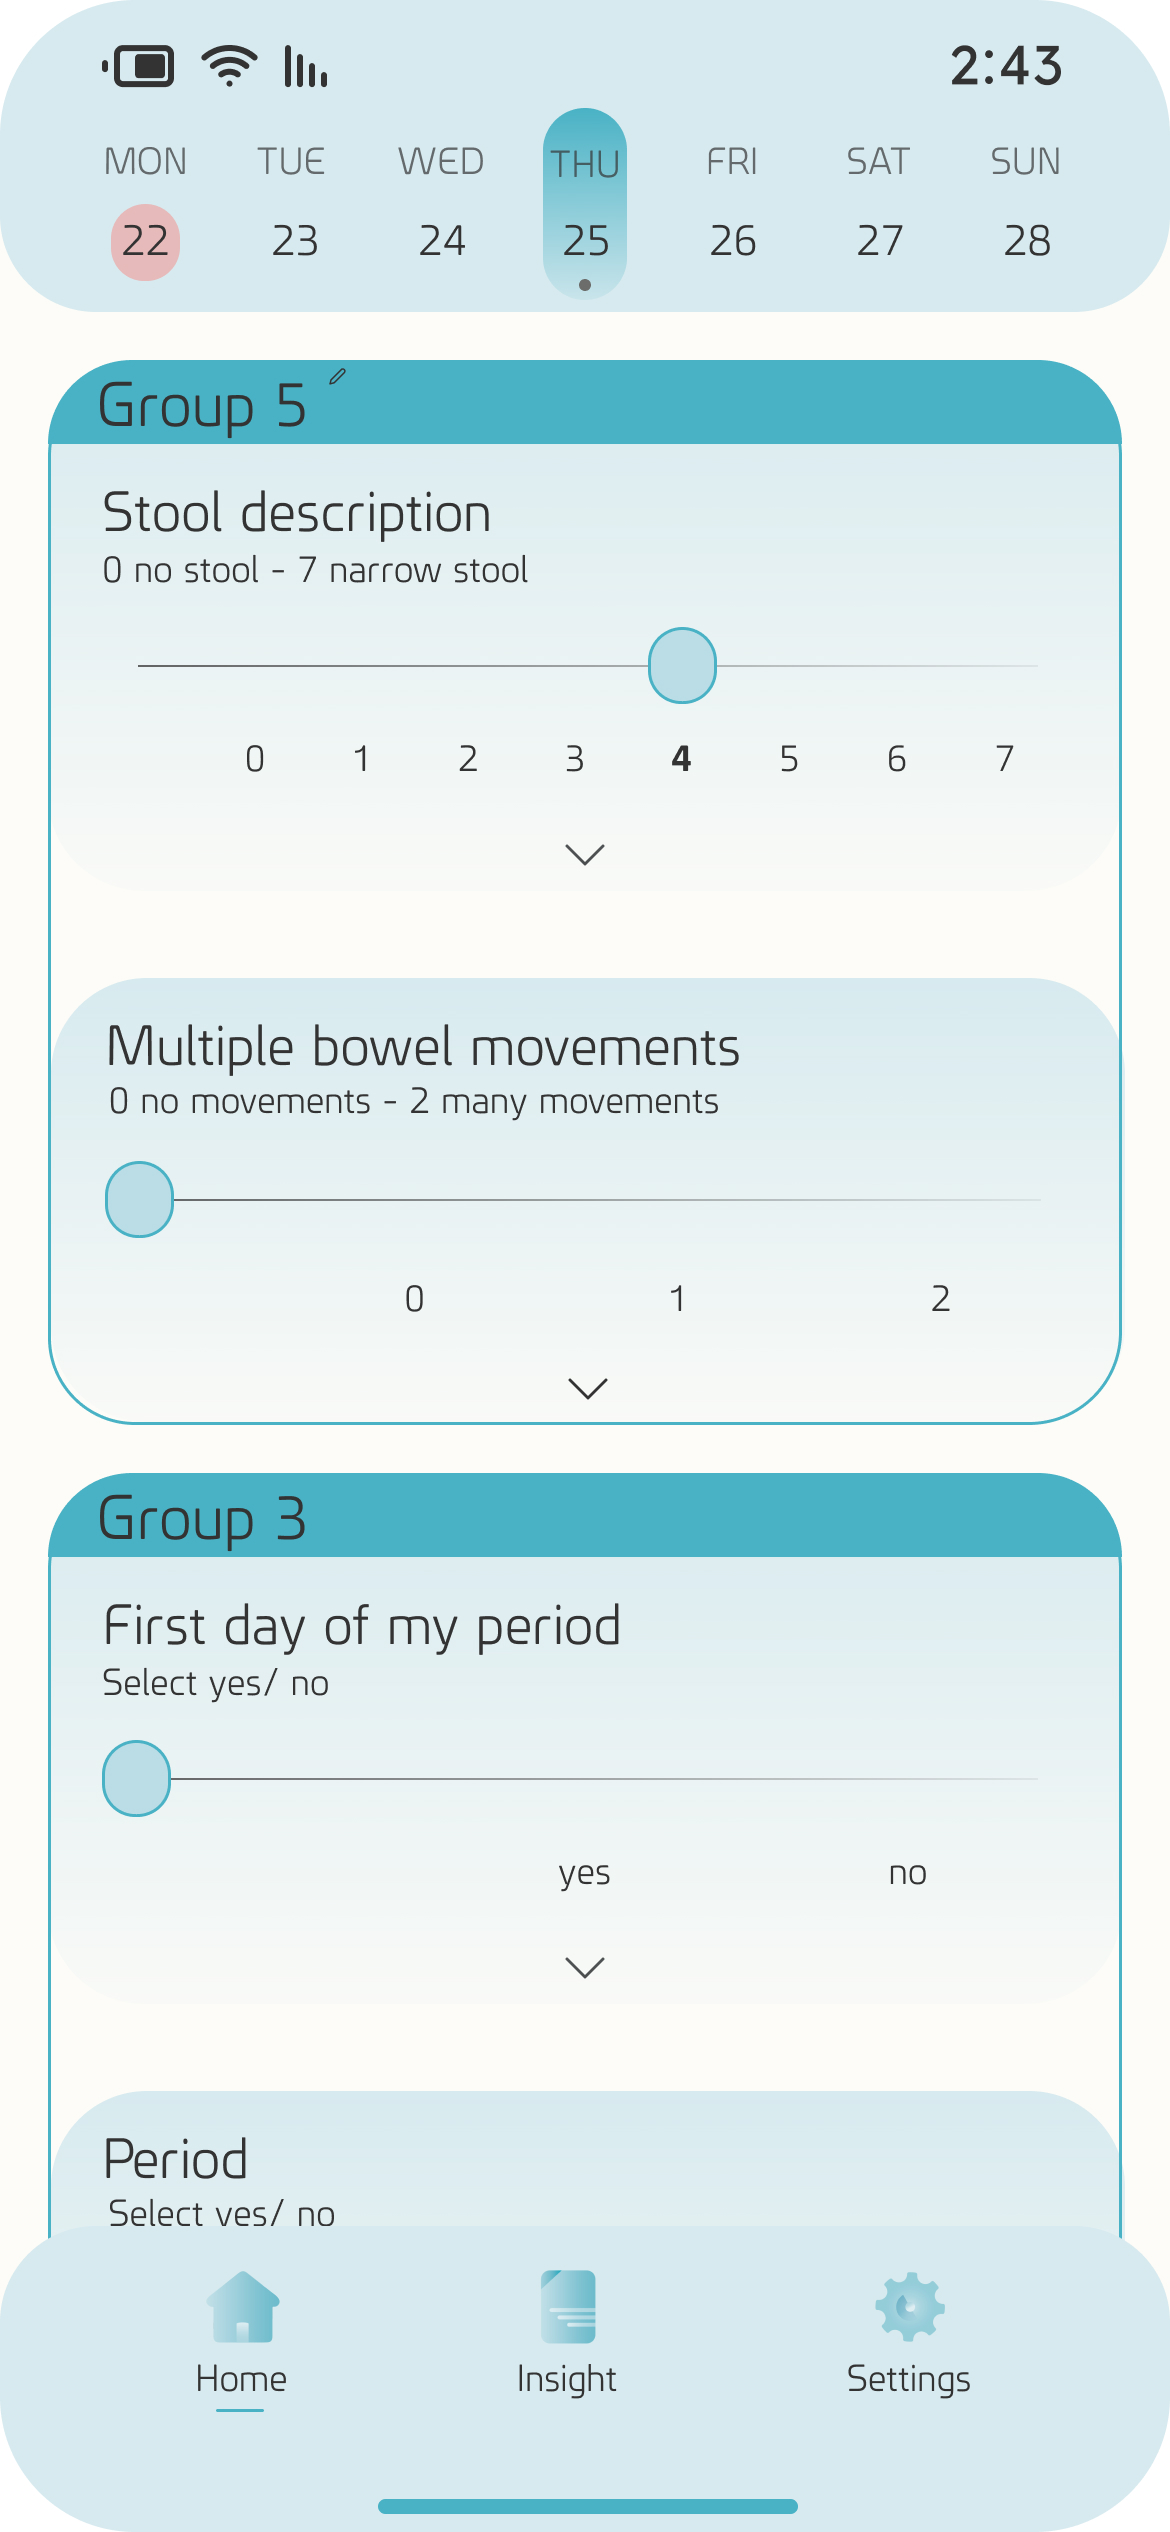 2:43
MON TUE WED THU FRI SAT SUN
22 23 24 25 26 27 28
Group 5
Stool description
0 no stool - 7 narrow stool
0 1 2 3 4 5 6 7
Multiple bowel movements
0 no movements - 2 many movements
0 1 2
Group 3
First day of my period
Select yes/ no
yes no
Period
Select yes/ no
Home Insight Settings